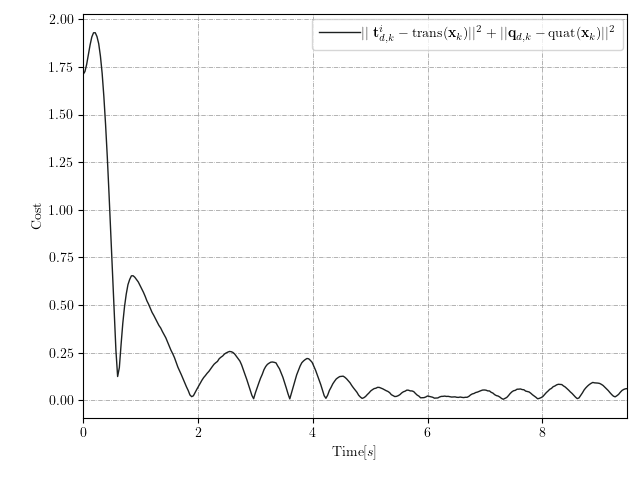 || t^i_{d,k} − trans(x_k)||² + ||q_{d,k} − quat(x_k)||²
2.00
1.75
1.50
1.25
1.00
0.75
0.50
0.25
0.00
Cost
0 2 4 6 8
Time[s]